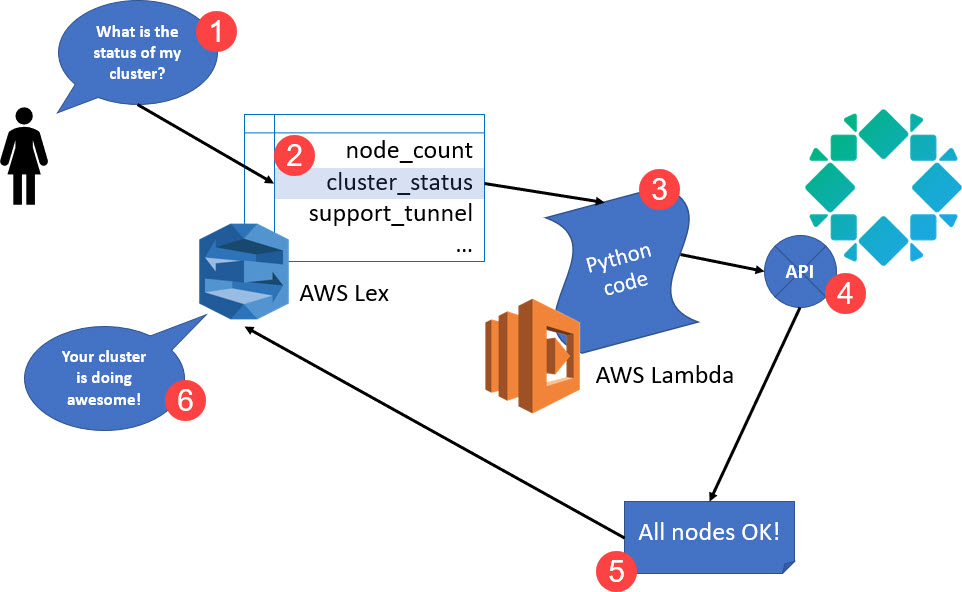 What is the
status of my
cluster?
1
2
node_count
cluster_status
support_tunnel
...
AWS Lex
3
Python
code
AWS Lambda
API
4
All nodes OK!
5
Your cluster
is doing
awesome!
6